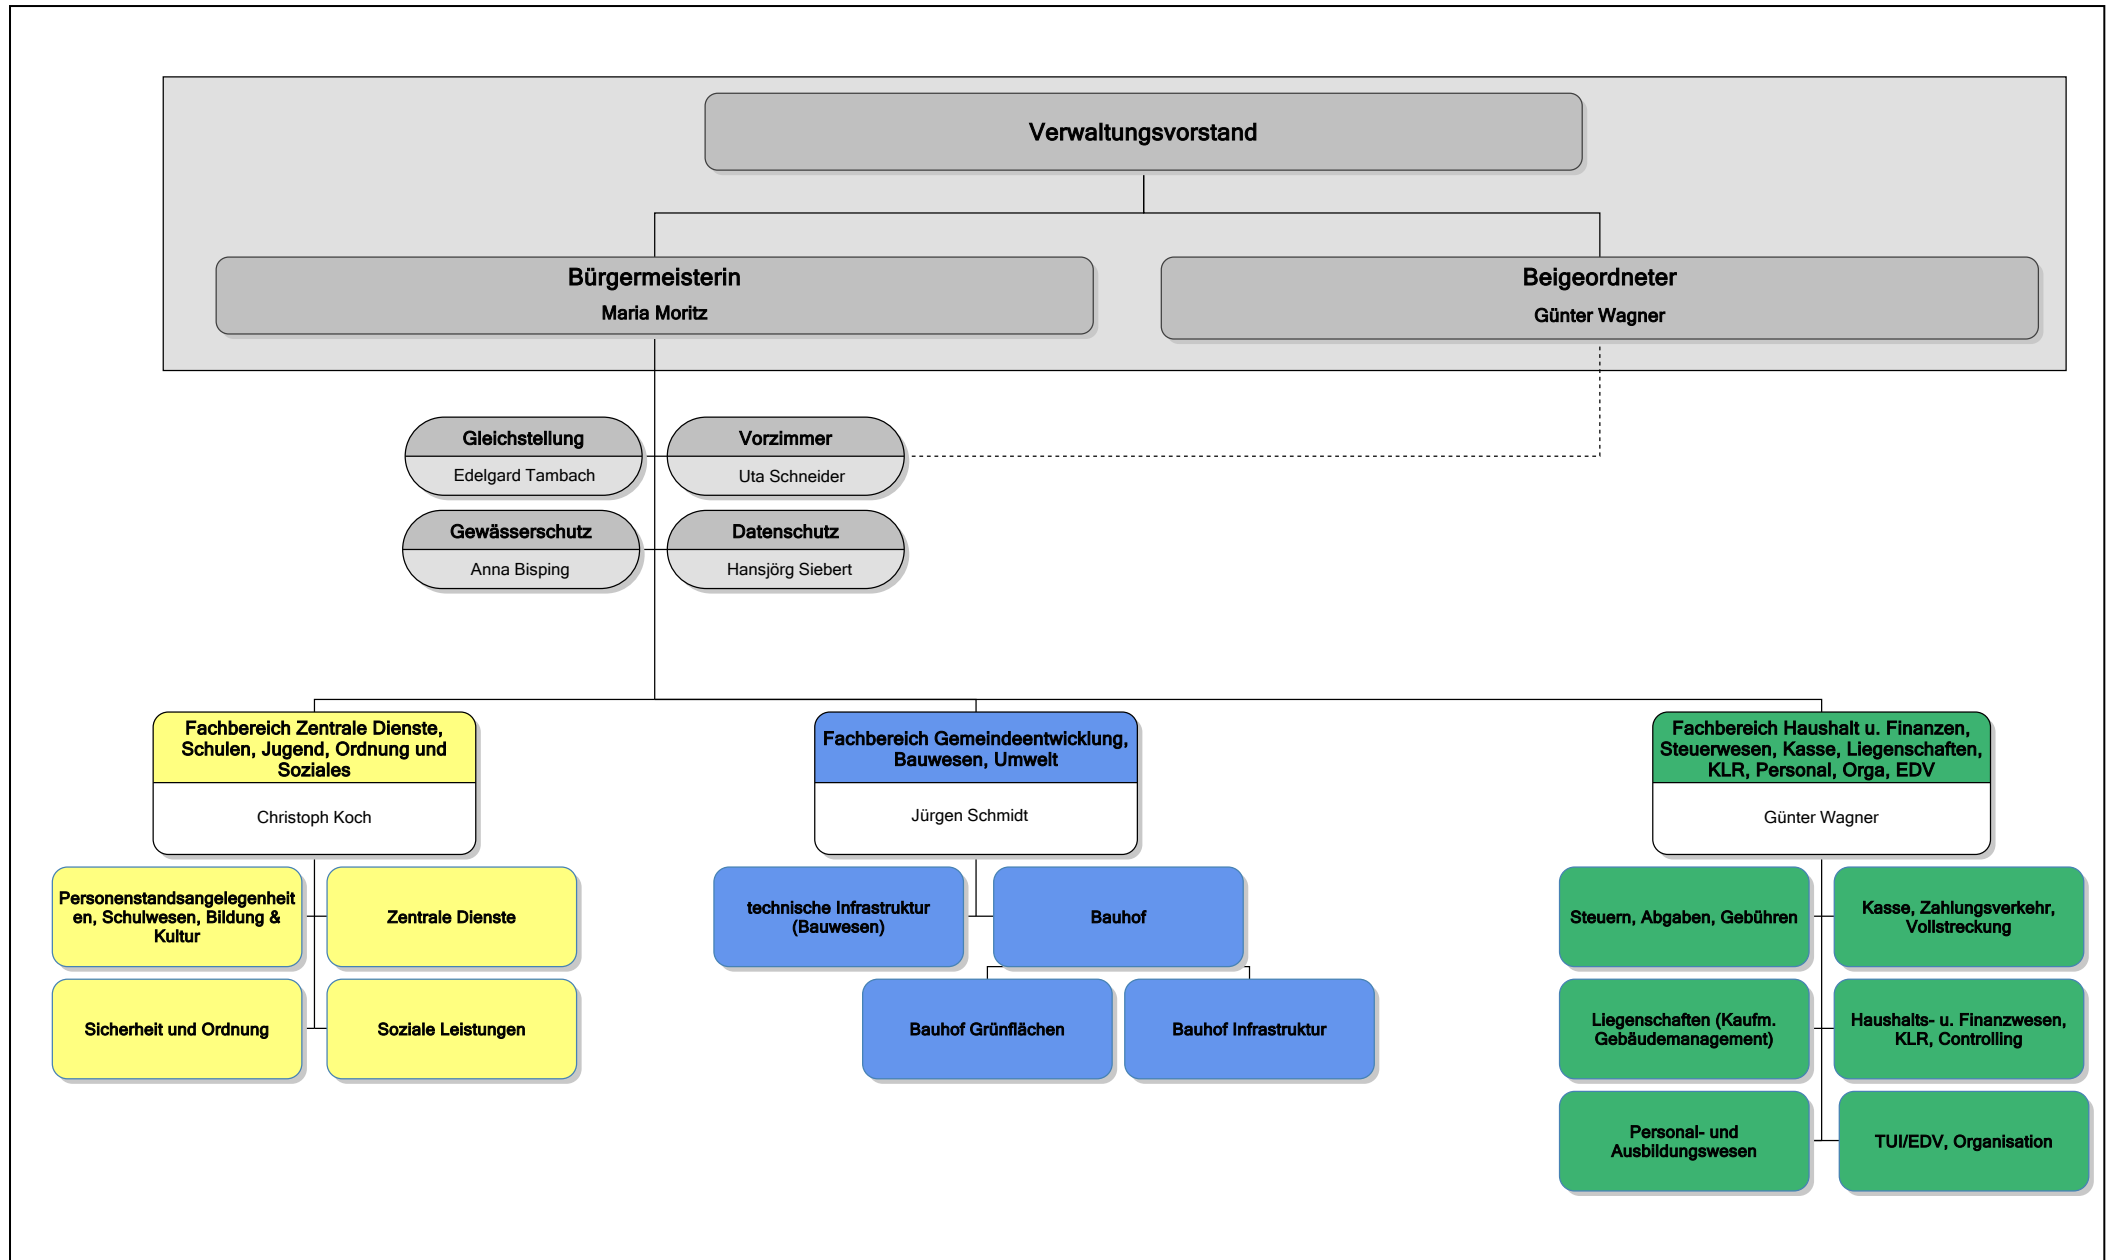 Verwaltungsvorstand
Bürgermeisterin
Maria Moritz
Beigeordneter
Günter Wagner
Gleichstellung
Edelgard Tambach
Vorzimmer
Uta Schneider
Gewässerschutz
Anna Bisping
Datenschutz
Hansjörg Siebert
Fachbereich Zentrale Dienste,
Schulen, Jugend, Ordnung und
Soziales
Christoph Koch
Personenstandsangelegenheit
en, Schulwesen, Bildung &
Kultur
Zentrale Dienste
Sicherheit und Ordnung
Soziale Leistungen
Fachbereich Gemeindeentwicklung,
Bauwesen, Umwelt
Jürgen Schmidt
technische Infrastruktur
(Bauwesen)
Bauhof
Bauhof Grünflächen
Bauhof Infrastruktur
Fachbereich Haushalt u. Finanzen,
Steuerwesen, Kasse, Liegenschaften,
KLR, Personal, Orga, EDV
Günter Wagner
Steuern, Abgaben, Gebühren
Kasse, Zahlungsverkehr,
Vollstreckung
Liegenschaften (Kaufm.
Gebäudemanagement)
Haushalts- u. Finanzwesen,
KLR, Controlling
Personal- und
Ausbildungswesen
TUI/EDV, Organisation